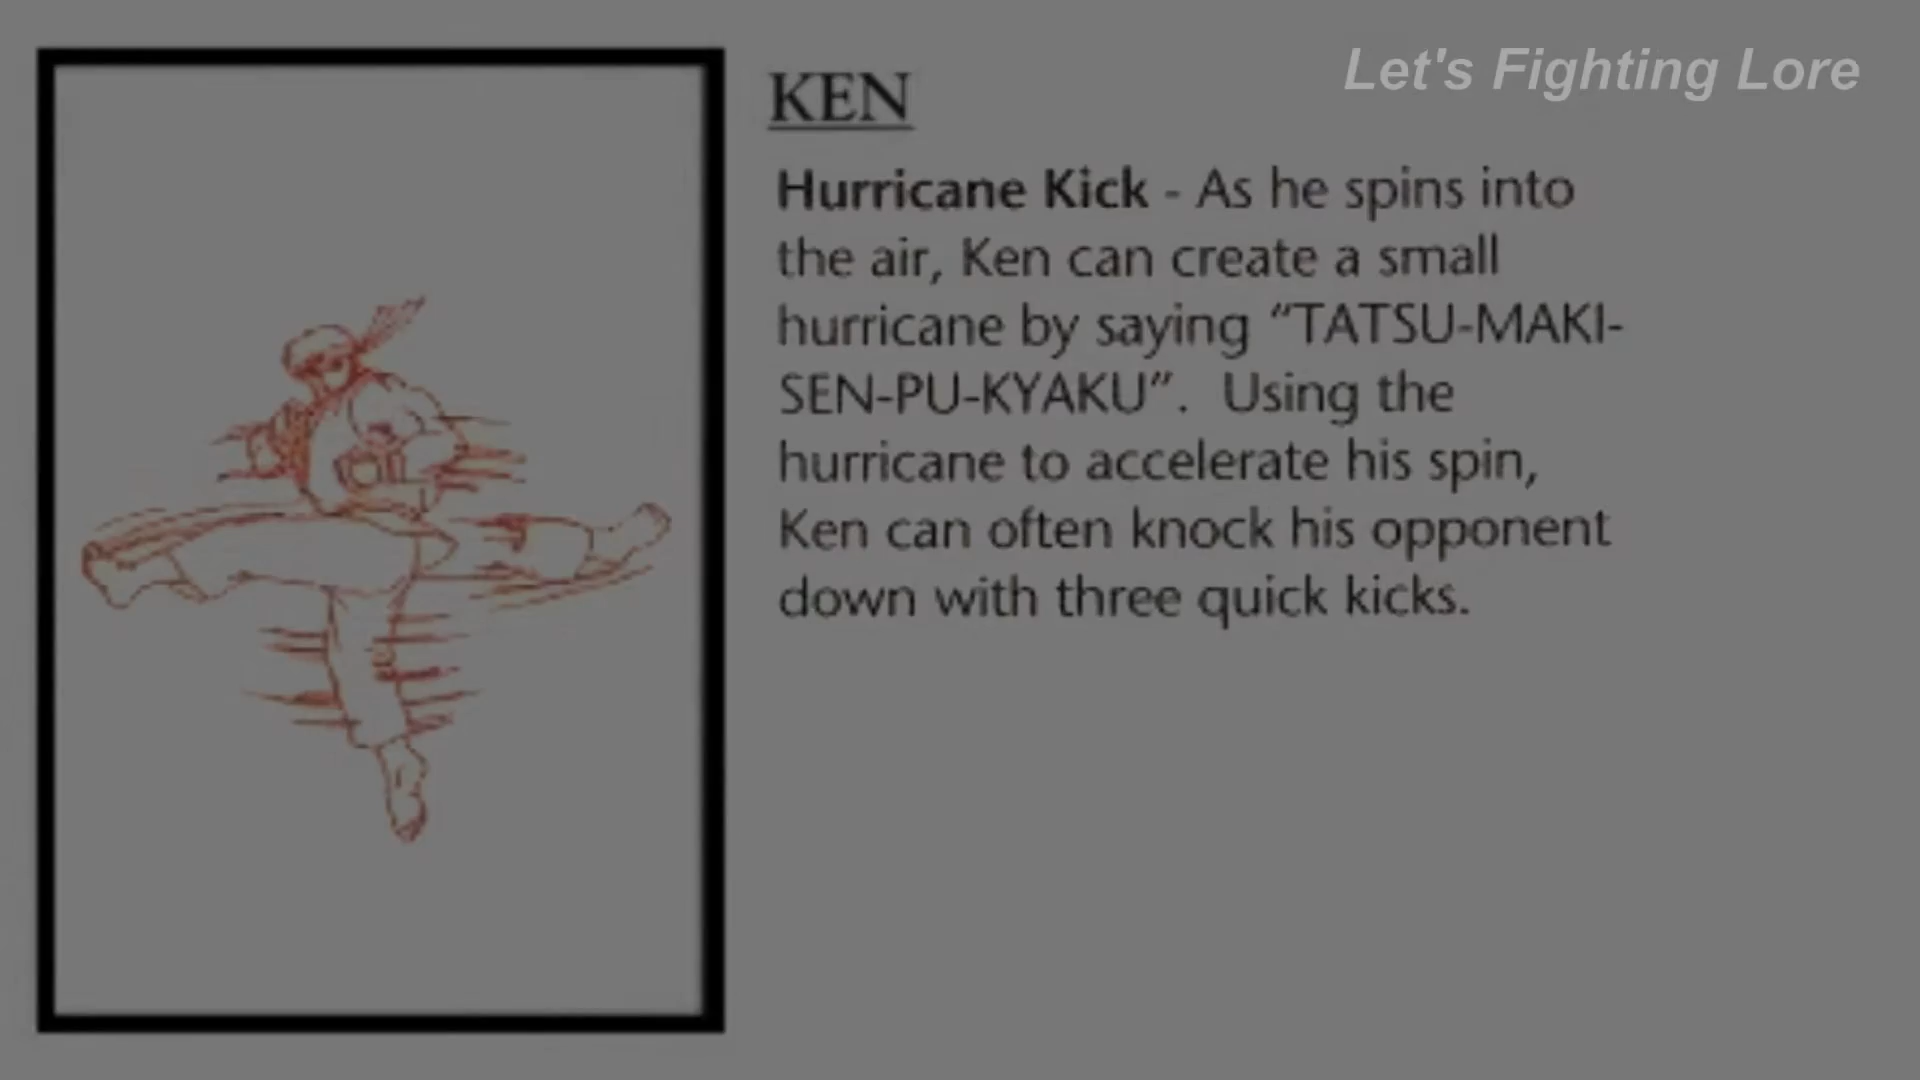 Let's Fighting Lore
KEN
Hurricane Kick - As he spins into
the air, Ken can create a small
hurricane by saying “TATSU-MAKI-
SEN-PU-KYAKU”. Using the
hurricane to accelerate his spin,
Ken can often knock his opponent
down with three quick kicks.